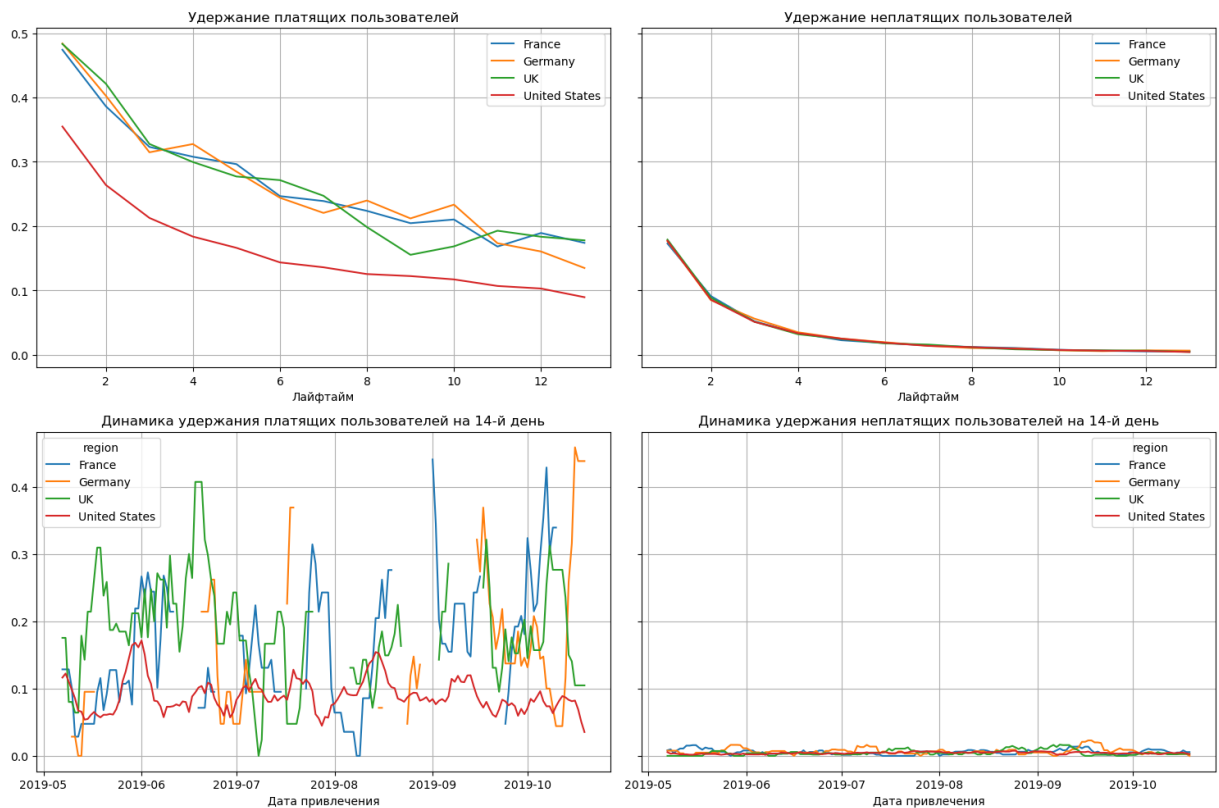 Удержание платящих пользователей
0.5
0.4
0.3
0.2
0.1
0.0
France
Germany
UK
United States
2 4 6 8 10 12
Лайфтайм
Удержание неплатящих пользователей
France
Germany
UK
United States
2 4 6 8 10 12
Лайфтайм
Динамика удержания платящих пользователей на 14-й день
region
France
Germany
UK
United States
0.4
0.3
0.2
0.1
0.0
2019-05 2019-06 2019-07 2019-08 2019-09 2019-10
Дата привлечения
Динамика удержания неплатящих пользователей на 14-й день
region
France
Germany
UK
United States
2019-05 2019-06 2019-07 2019-08 2019-09 2019-10
Дата привлечения